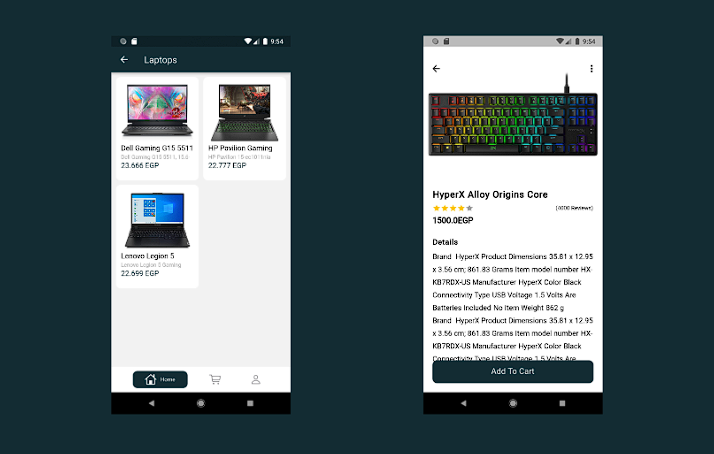 9:54
Laptops
Dell Gaming G15 5511
Dell Gaming G15 5511, 15.6
23.666 EGP
HP Pavilion Gaming
HP Pavilion 15-ec1010ria
22.777 EGP
Lenovo Legion 5
Lenovo Legion 5 Gaming
22.699 EGP
Home
9:54
HyperX Alloy Origins Core
(4000 Reviews)
1500.0EGP
Details
Brand HyperX Product Dimensions 35.81 x 12.95
x 3.56 cm; 861.83 Grams Item model number HX-
KB7RDX-US Manufacturer HyperX Color Black
Connectivity Type USB Voltage 1.5 Volts Are
Batteries Included No Item Weight 862 g
Brand HyperX Product Dimensions 35.81 x 12.95
x 3.56 cm; 861.83 Grams Item model number HX-
KB7RDX-US Manufacturer HyperX Color Black
Connectivity Type USB Voltage 1.5 Volts Are
Add To Cart